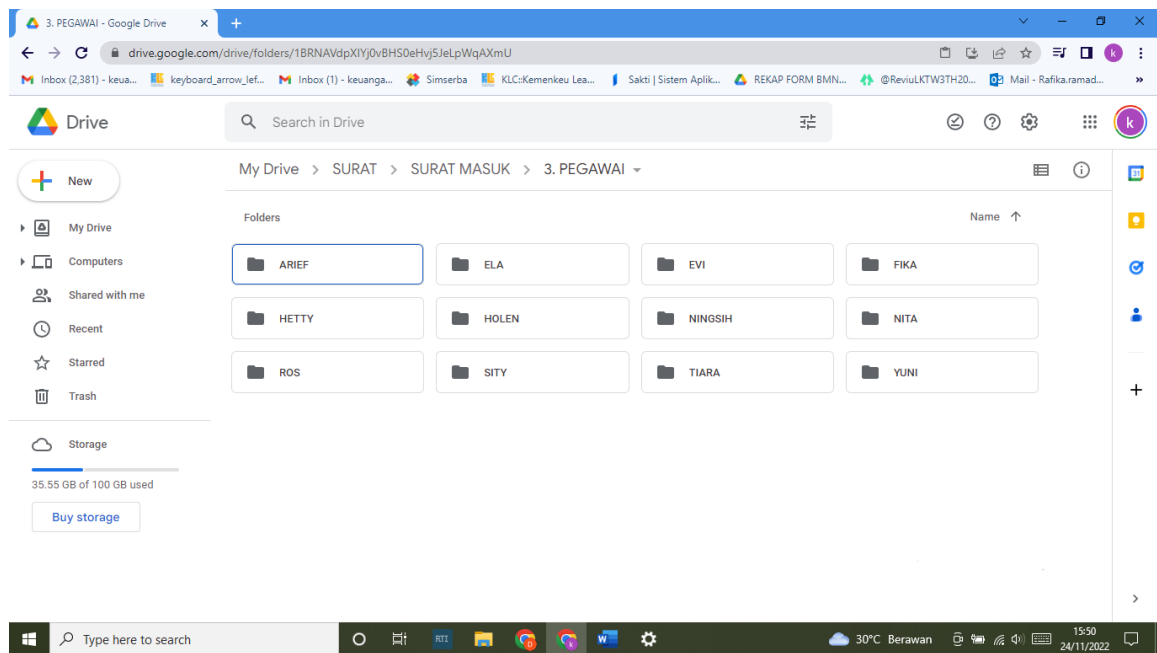 3. PEGAWAI - Google Drive
drive.google.com/drive/folders/1BRNAVdpXIYj0vBHS0eHvj5JeLpWqAXmU
k
Inbox (2,381) - keua... keyboard_arrow_lef... Inbox (1) - keuanga... Simserba KLC::Kemenkeu Lea... Sakti | Sistem Aplik... REKAP FORM BMN... @ReviuLKTW3TH20... Mail - Rafika.ramad... »
Drive
Search in Drive
k
New
My Drive > SURAT > SURAT MASUK > 3. PEGAWAI
31
My Drive
Computers
Shared with me
Recent
Starred
Trash
Storage
35.55 GB of 100 GB used
Buy storage
Folders Name
ARIEF ELA EVI FIKA
HETTY HOLEN NINGSIH NITA
ROS SITY TIARA YUNI
Type here to search
RTI
30°C Berawan
15:50
24/11/2022